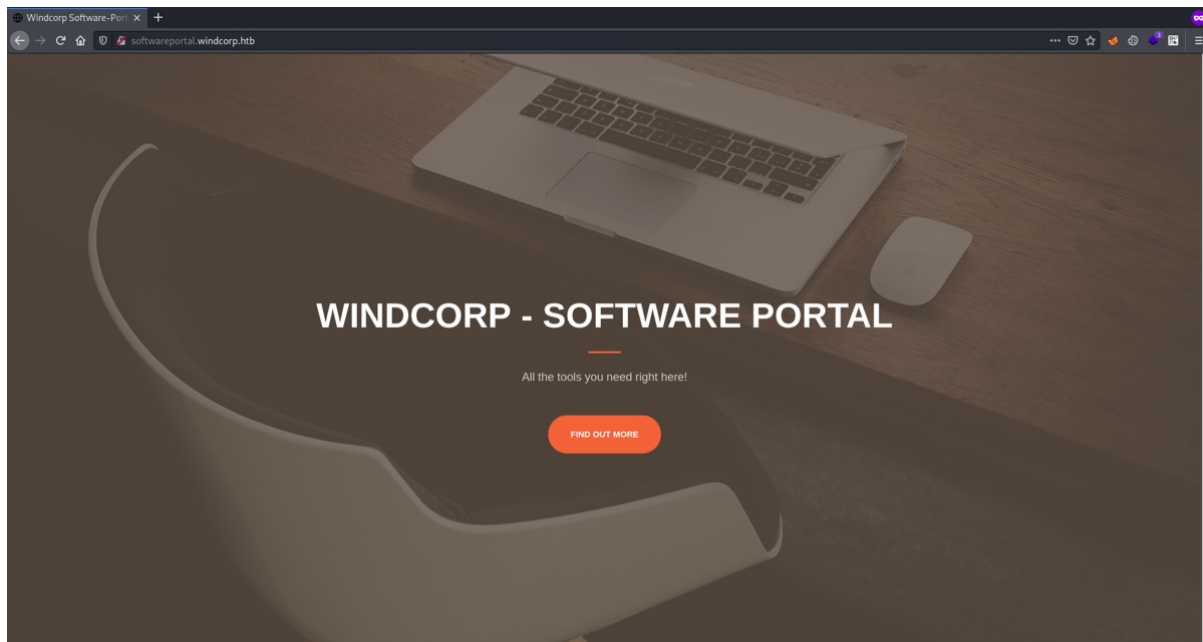 Windcorp Software-Port
softwareportal.windcorp.htb
WINDCORP - SOFTWARE PORTAL
All the tools you need right here!
FIND OUT MORE